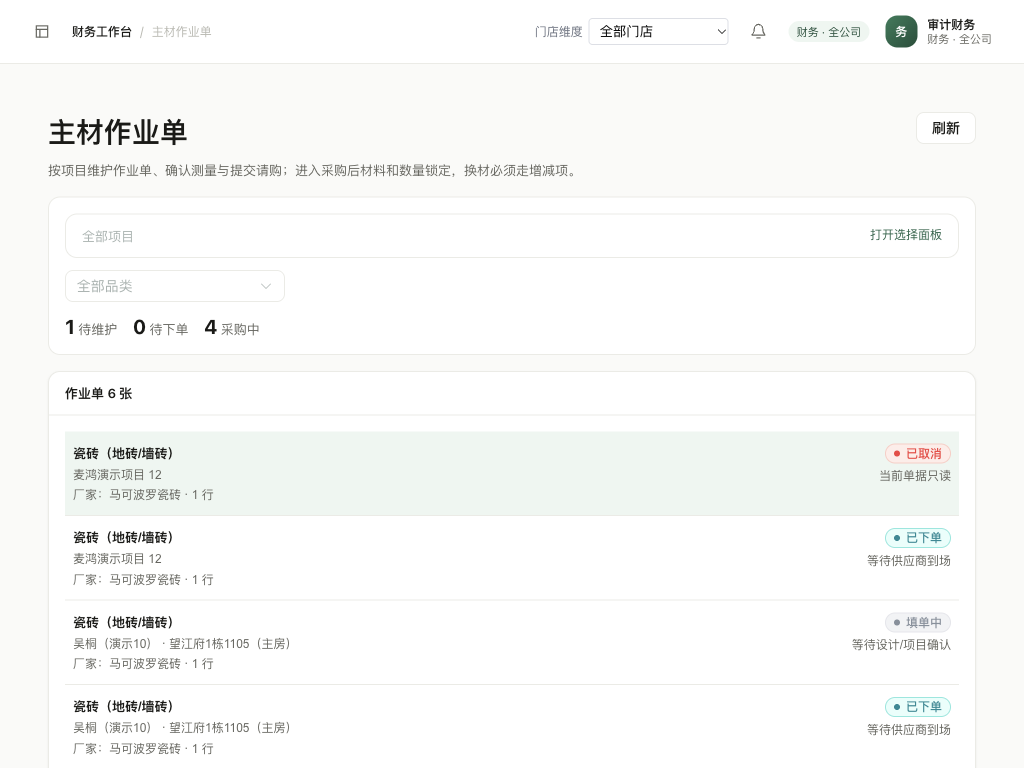 财务工作台 / 主材作业单
门店维度 全部门店
财务 · 全公司
务
审计财务
财务 · 全公司
主材作业单
刷新
按项目维护作业单、确认测量与提交请购；进入采购后材料和数量锁定，换材必须走增减项。
全部项目
打开选择面板
全部品类
1 待维护 0 待下单 4 采购中
作业单 6 张
瓷砖（地砖/墙砖）
已取消
麦鸿演示项目 12
当前单据只读
厂家：马可波罗瓷砖 · 1 行
瓷砖（地砖/墙砖）
已下单
麦鸿演示项目 12
等待供应商到场
厂家：马可波罗瓷砖 · 1 行
瓷砖（地砖/墙砖）
填单中
吴桐（演示10） · 望江府1栋1105（主房）
等待设计/项目确认
厂家：马可波罗瓷砖 · 1 行
瓷砖（地砖/墙砖）
已下单
吴桐（演示10） · 望江府1栋1105（主房）
等待供应商到场
厂家：马可波罗瓷砖 · 1 行